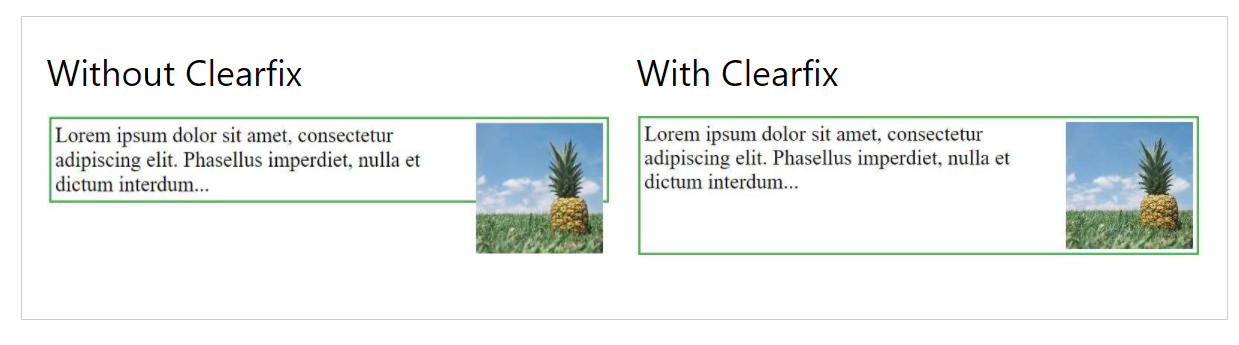 Without Clearfix
Lorem ipsum dolor sit amet, consectetur
adipiscing elit. Phasellus imperdiet, nulla et
dictum interdum...
With Clearfix
Lorem ipsum dolor sit amet, consectetur
adipiscing elit. Phasellus imperdiet, nulla et
dictum interdum...